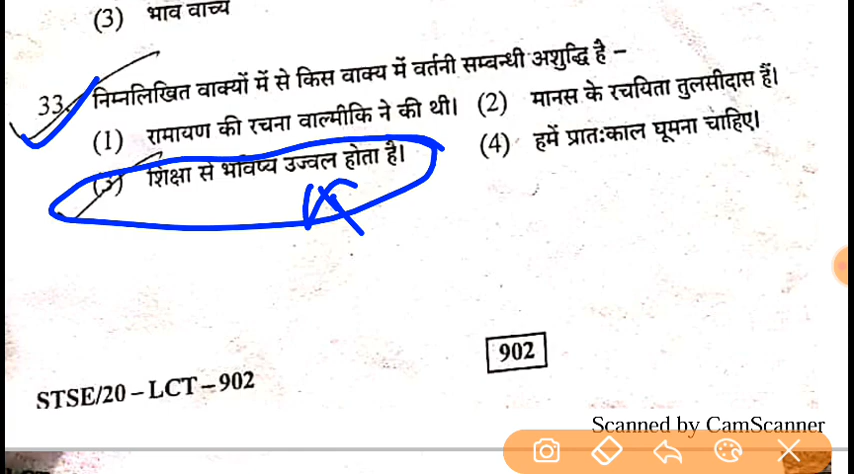 (3) भाव वाच्य
33. निम्नलिखित वाक्यों में से किस वाक्य में वर्तनी सम्बन्धी अशुद्धि है –
(1) रामायण की रचना वाल्मीकि ने की थी। (2) मानस के रचयिता तुलसीदास हैं।
(3) शिक्षा से भविष्य उज्वल होता है। (4) हमें प्रात:काल घूमना चाहिए।
902
STSE/20 – LCT – 902
Scanned by CamScanner